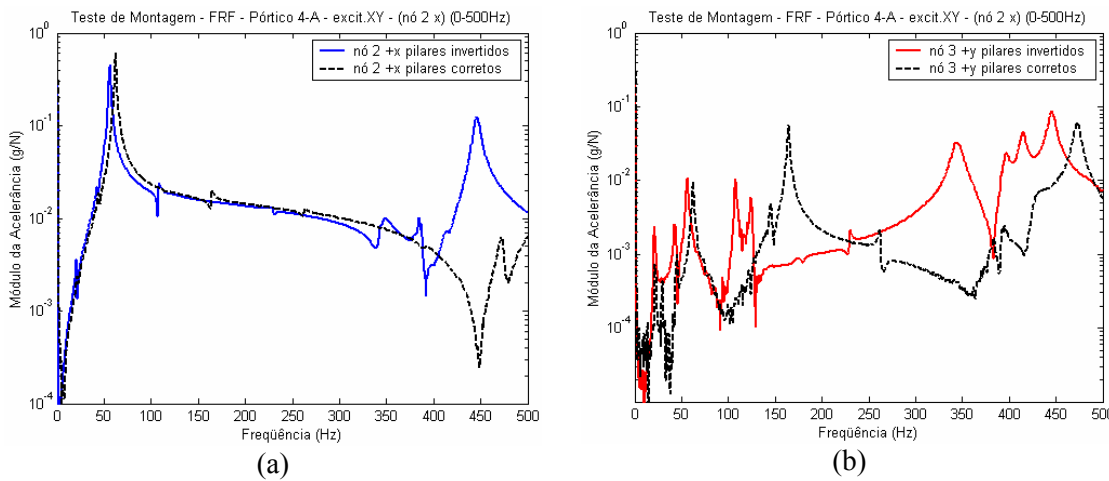 Teste de Montagem - FRF - Pórtico 4-A - excit.XY - (nó 2 x) (0-500Hz)
nó 2 +x pilares invertidos
nó 2 +x pilares corretos
Módulo da Acelerância (g/N)
10^0
10^-1
10^-2
10^-3
10^-4
0 50 100 150 200 250 300 350 400 450 500
Freqüência (Hz)
(a)
Teste de Montagem - FRF - Pórtico 4-A - excit.XY - (nó 2 x) (0-500Hz)
nó 3 +y pilares invertidos
nó 3 +y pilares corretos
Módulo da Acelerância (g/N)
10^0
10^-1
10^-2
10^-3
10^-4
0 50 100 150 200 250 300 350 400 450 500
Freqüência (Hz)
(b)